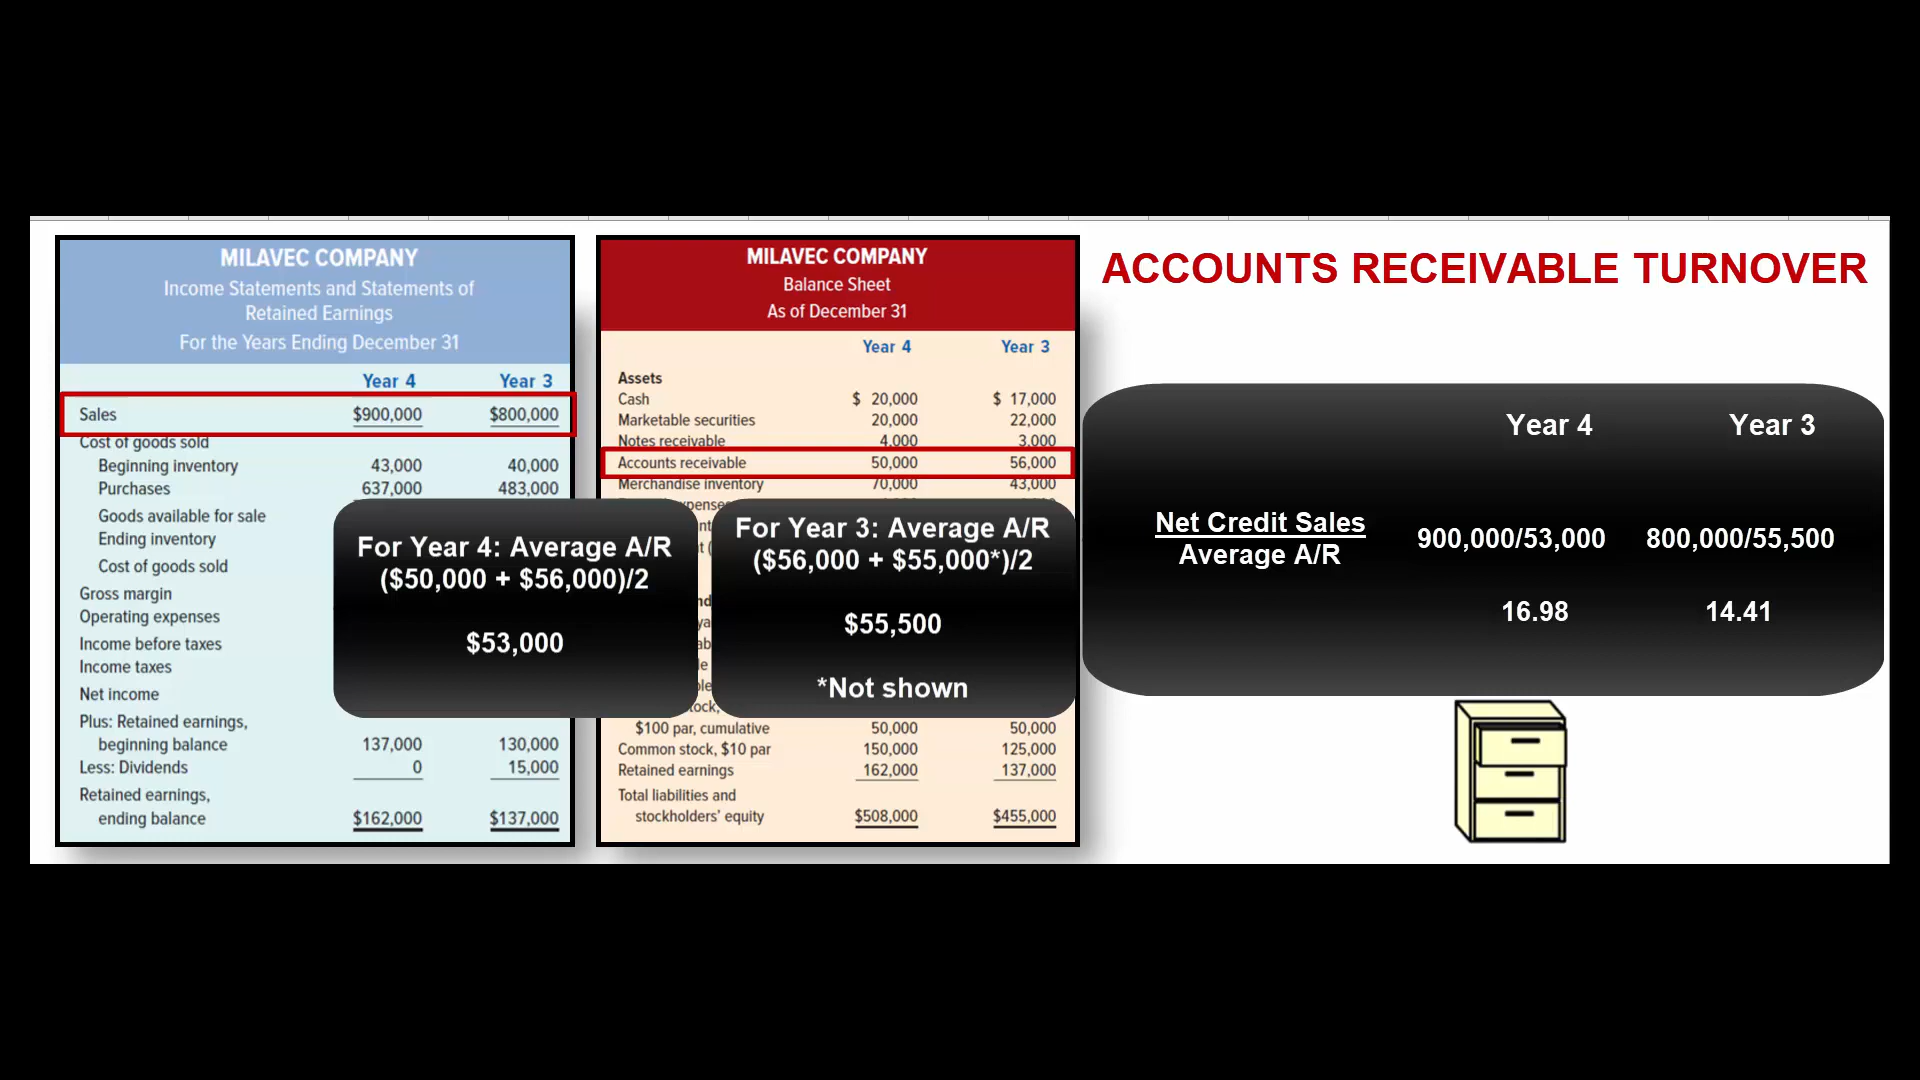 MILAVEC COMPANY
Income Statements and Statements of
Retained Earnings
For the Years Ending December 31
Year 4 Year 3
Sales $900,000 $800,000
Cost of goods sold
Beginning inventory 43,000 40,000
Purchases 637,000 483,000
Goods available for sale
Ending inventory
Cost of goods sold
Gross margin
Operating expenses
Income before taxes
Income taxes
Net income
Plus: Retained earnings,
beginning balance 137,000 130,000
Less: Dividends 0 15,000
Retained earnings,
ending balance $162,000 $137,000
For Year 4: Average A/R
($50,000 + $56,000)/2
$53,000
MILAVEC COMPANY
Balance Sheet
As of December 31
Year 4 Year 3
Assets
Cash $ 20,000 $ 17,000
Marketable securities 20,000 22,000
Notes receivable 4,000 3,000
Accounts receivable 50,000 56,000
Merchandise inventory 70,000 43,000
For Year 3: Average A/R
($56,000 + $55,000*)/2
$55,500
*Not shown
$100 par, cumulative 50,000 50,000
Common stock, $10 par 150,000 125,000
Retained earnings 162,000 137,000
Total liabilities and
stockholders' equity $508,000 $455,000
ACCOUNTS RECEIVABLE TURNOVER
Year 4 Year 3
Net Credit Sales
Average A/R
900,000/53,000 800,000/55,500
16.98 14.41